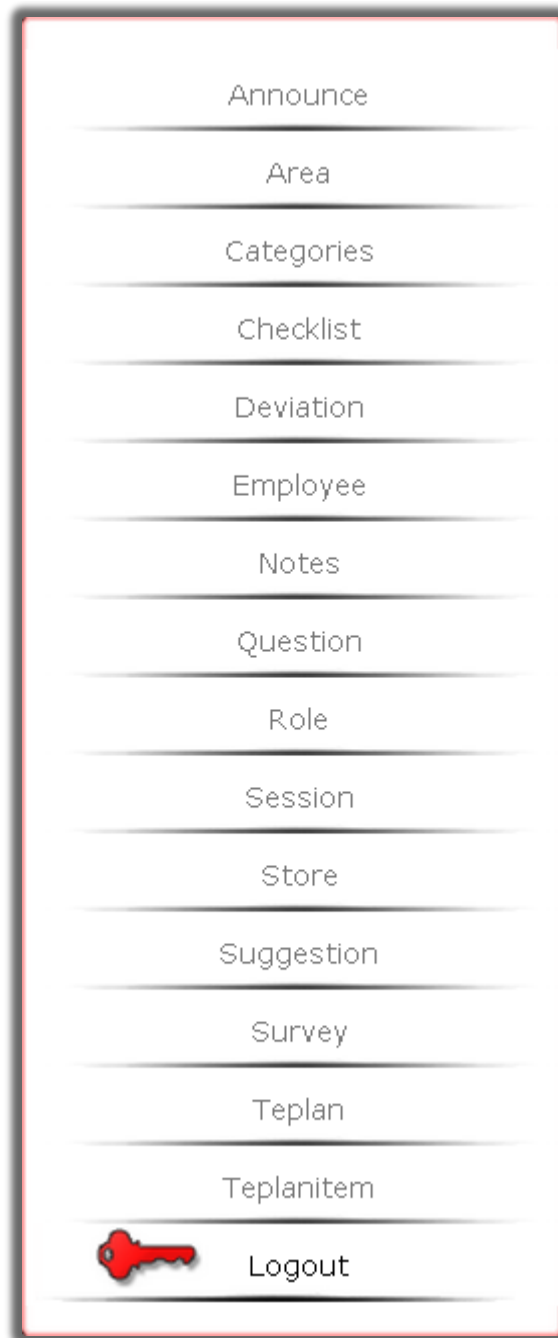 Announce
Area
Categories
Checklist
Deviation
Employee
Notes
Question
Role
Session
Store
Suggestion
Survey
Teplan
Teplanitem
Logout